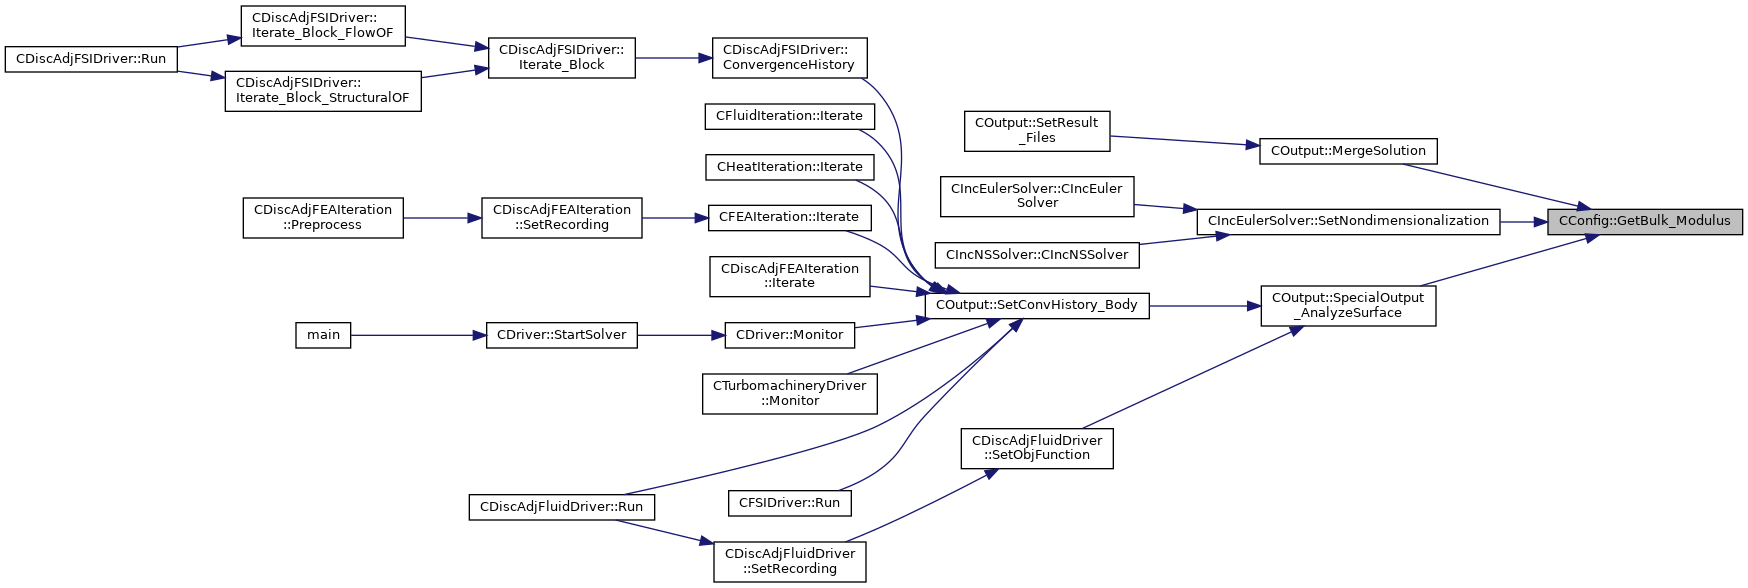 CDiscAdjFSIDriver::Run
CDiscAdjFSIDriver::
Iterate_Block_FlowOF
CDiscAdjFSIDriver::
Iterate_Block_StructuralOF
CDiscAdjFSIDriver::
Iterate_Block
CDiscAdjFSIDriver::
ConvergenceHistory
CFluidIteration::Iterate
CHeatIteration::Iterate
CDiscAdjFEAIteration
::Preprocess
CDiscAdjFEAIteration
::SetRecording
CFEAIteration::Iterate
CDiscAdjFEAIteration
::Iterate
main
CDriver::StartSolver
CDriver::Monitor
CTurbomachineryDriver
::Monitor
CDiscAdjFluidDriver::Run
CFSIDriver::Run
CDiscAdjFluidDriver
::SetRecording
COutput::SetResult
_Files
COutput::MergeSolution
CIncEulerSolver::CIncEuler
Solver
CIncEulerSolver::SetNondimensionalization
CIncNSSolver::CIncNSSolver
COutput::SetConvHistory_Body
COutput::SpecialOutput
_AnalyzeSurface
CDiscAdjFluidDriver
::SetObjFunction
CConfig::GetBulk_Modulus